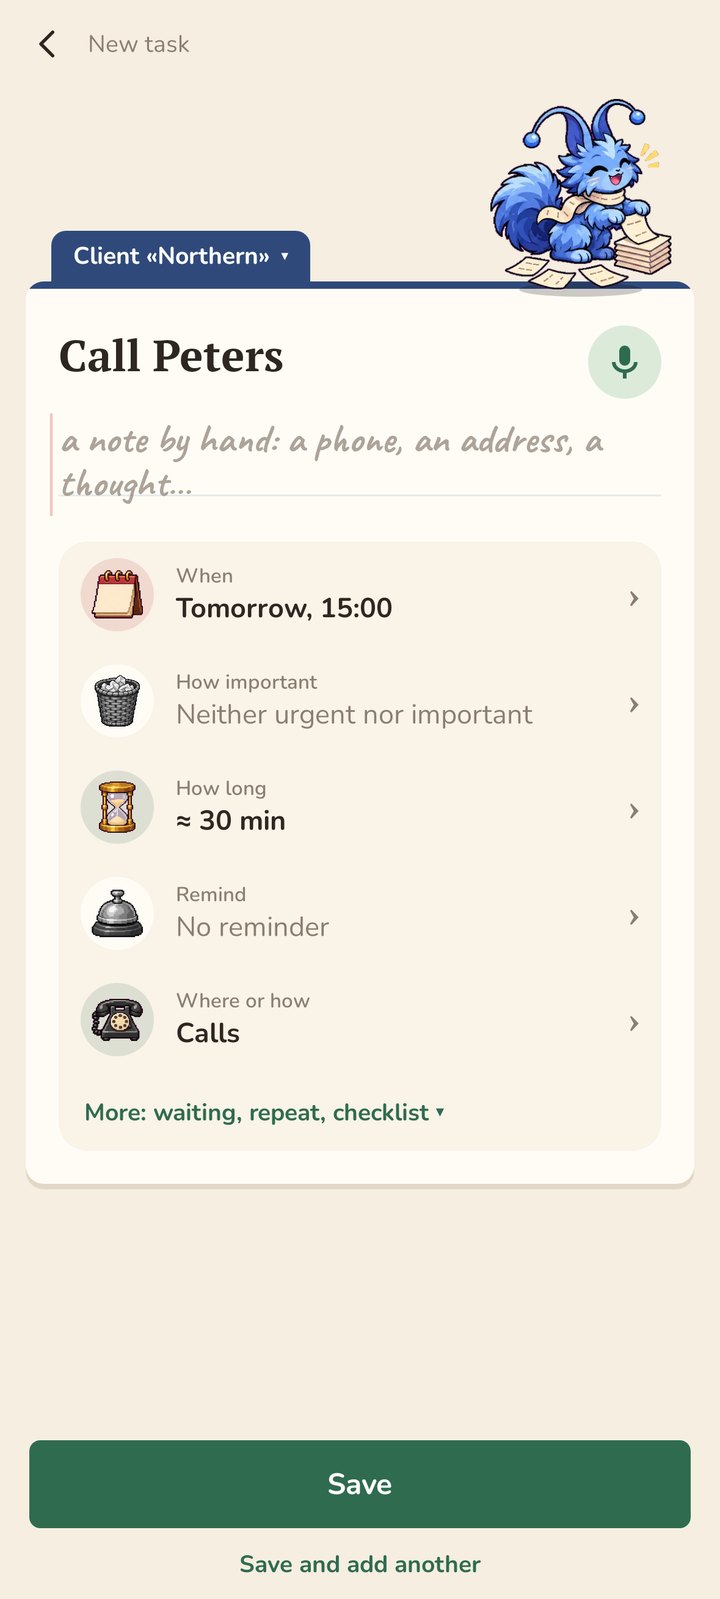 New task
Client «Northern» ▾
Call Peters
a note by hand: a phone, an address, a
thought...
When
Tomorrow, 15:00
How important
Neither urgent nor important
How long
≈ 30 min
Remind
No reminder
Where or how
Calls
More: waiting, repeat, checklist ▾
Save
Save and add another